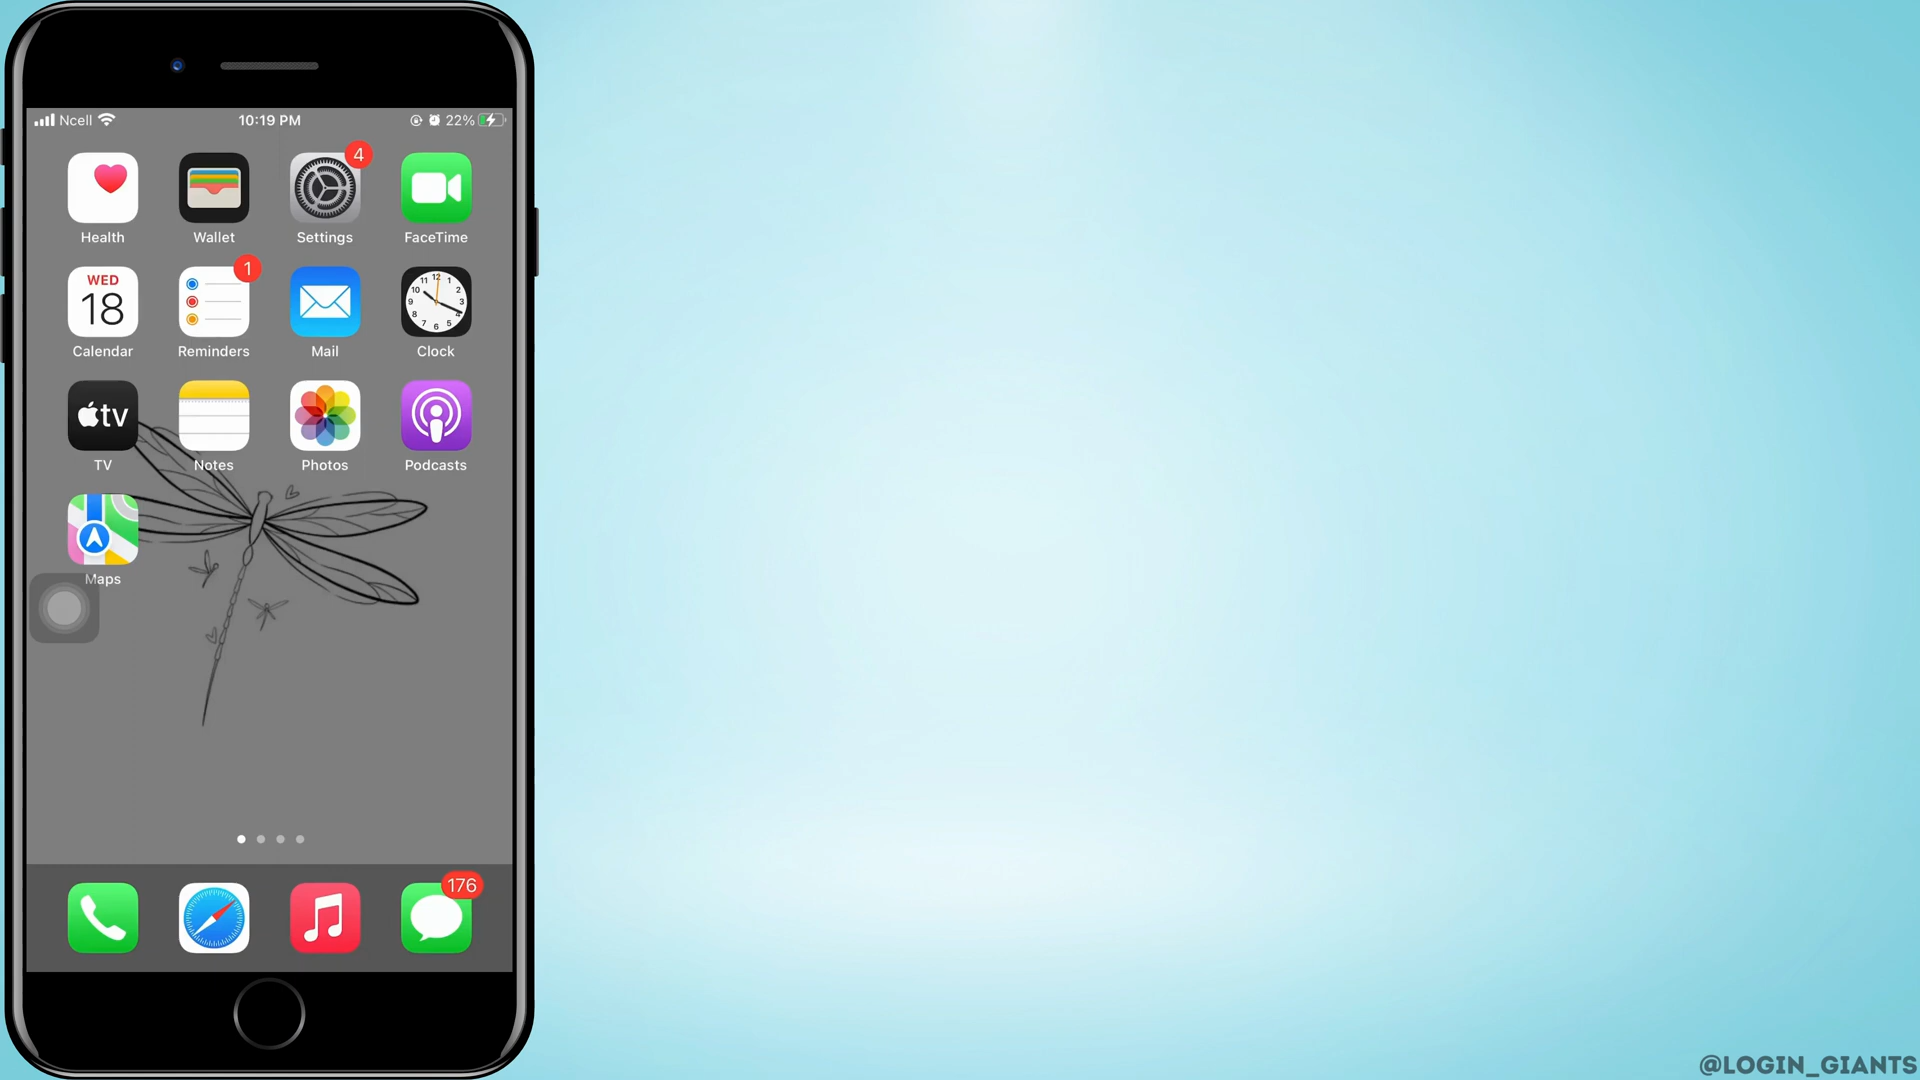 Ncell 10:19 PM 22%
4
Health Wallet Settings FaceTime
WED 1
18
Calendar Reminders Mail Clock
tv
TV Notes Photos Podcasts
Maps
176
@LOGIN_GIANTS